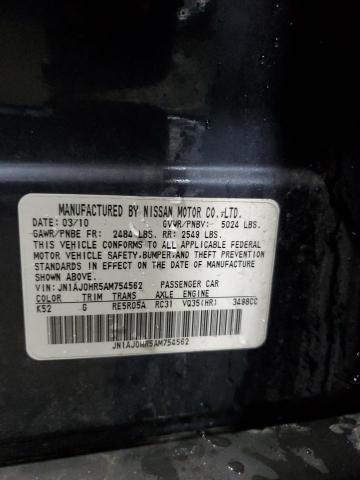 MANUFACTURED BY NISSAN MOTOR CO.,LTD.
DATE: 03/10 GVWR/PNBV: 5024 LBS.
GAWR/PNBE FR: 2484 LBS. RR: 2549 LBS.
THIS VEHICLE CONFORMS TO ALL APPLICABLE FEDERAL
MOTOR VEHICLE SAFETY,BUMPER,AND THEFT PREVENTION
STANDARDS IN EFFECT ON THE DATE OF MANUFACTURE
SHOWN ABOVE.
VIN: JN1AJ0HR5AM754562 PASSENGER CAR
COLOR TRIM TRANS AXLE ENGINE
K52 G RE5R05A RC31 VQ35(HR) 3498CC
JN1AJ0HR5AM754562